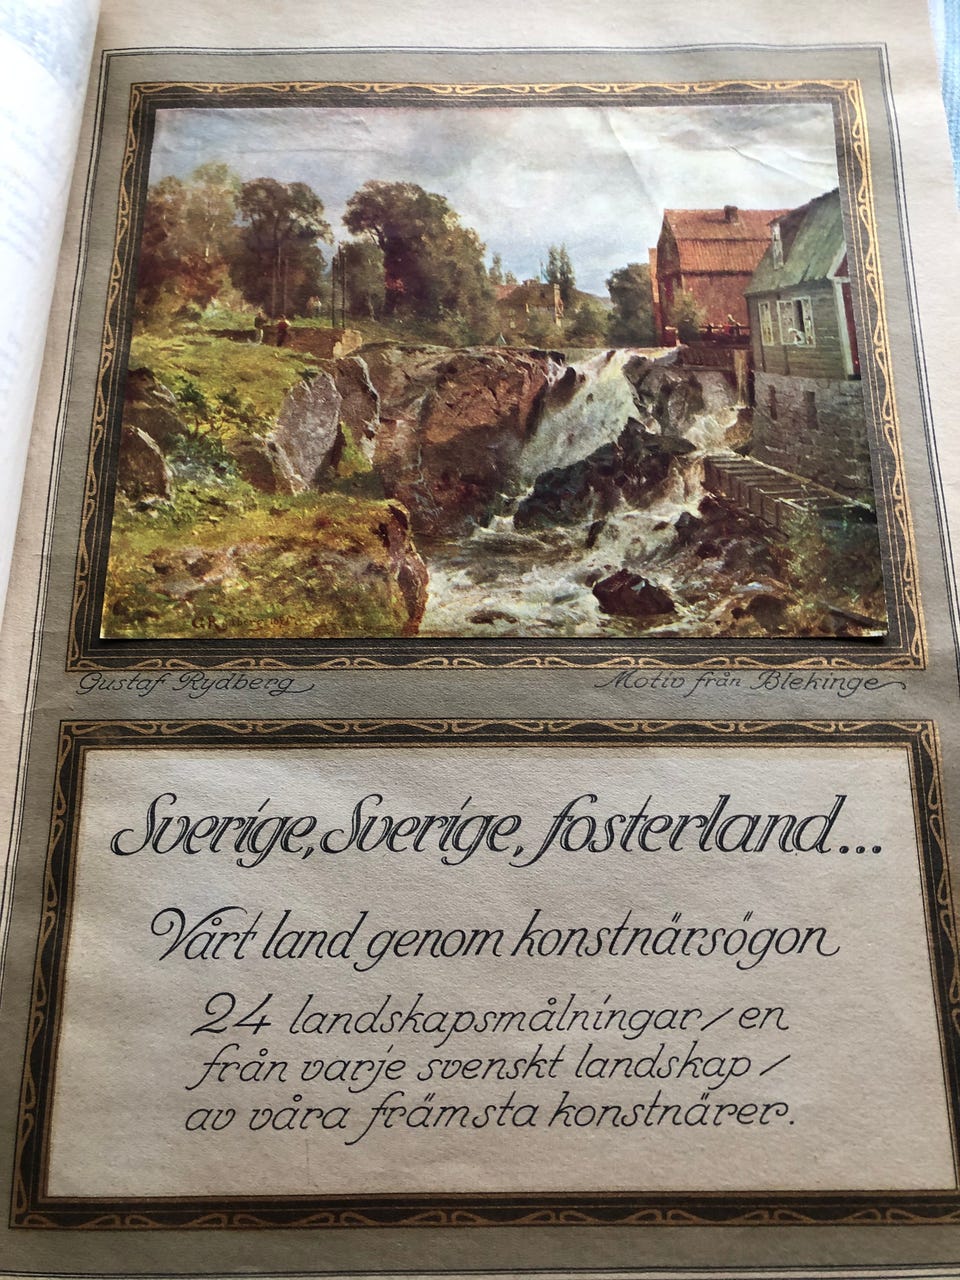 Gustaf Rydberg
Motiv från Blekinge
Sverige, Sverige, fosterland...
Vårt land genom konstnärsögon
24 landskapsmålningar / en
från varje svenskt landskap /
av våra främsta konstnärer.